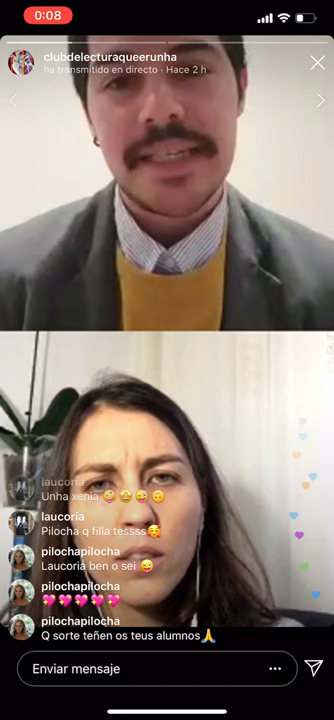 0:08
clubdelecturaqueerunha
ha transmitido en directo · Hace 2 h
laucoria
Unha xenia 🤪 🤩 😜 🙃
laucoria
Pilocha q filla tessss🥰
pilochapilocha
Laucoria ben o sei 😜
pilochapilocha
💖💖💖💖💖
pilochapilocha
Q sorte teñen os teus alumnos🙏
Enviar mensaje